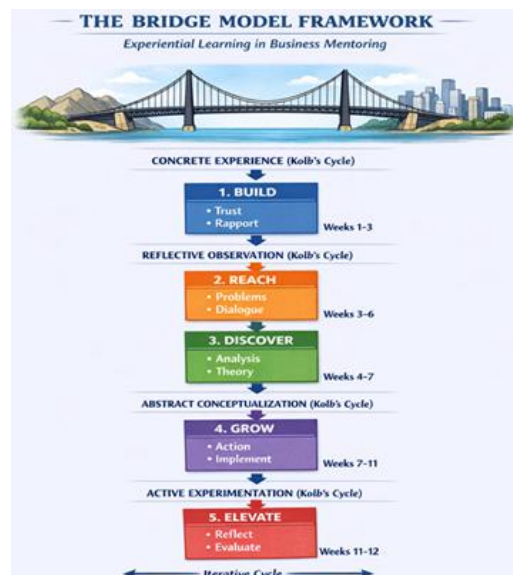 THE BRIDGE MODEL FRAMEWORK
Experiential Learning in Business Mentoring
CONCRETE EXPERIENCE (Kolb's Cycle)
1. BUILD
• Trust
• Rapport
Weeks 1-3
REFLECTIVE OBSERVATION (Kolb's Cycle)
2. REACH
• Problems
• Dialogue
Weeks 3-6
3. DISCOVER
• Analysis
• Theory
Weeks 4-7
ABSTRACT CONCEPTUALIZATION (Kolb's Cycle)
4. GROW
• Action
• Implement
Weeks 7-11
ACTIVE EXPERIMENTATION (Kolb's Cycle)
5. ELEVATE
• Reflect
• Evaluate
Weeks 11-12
Iterative Cycle